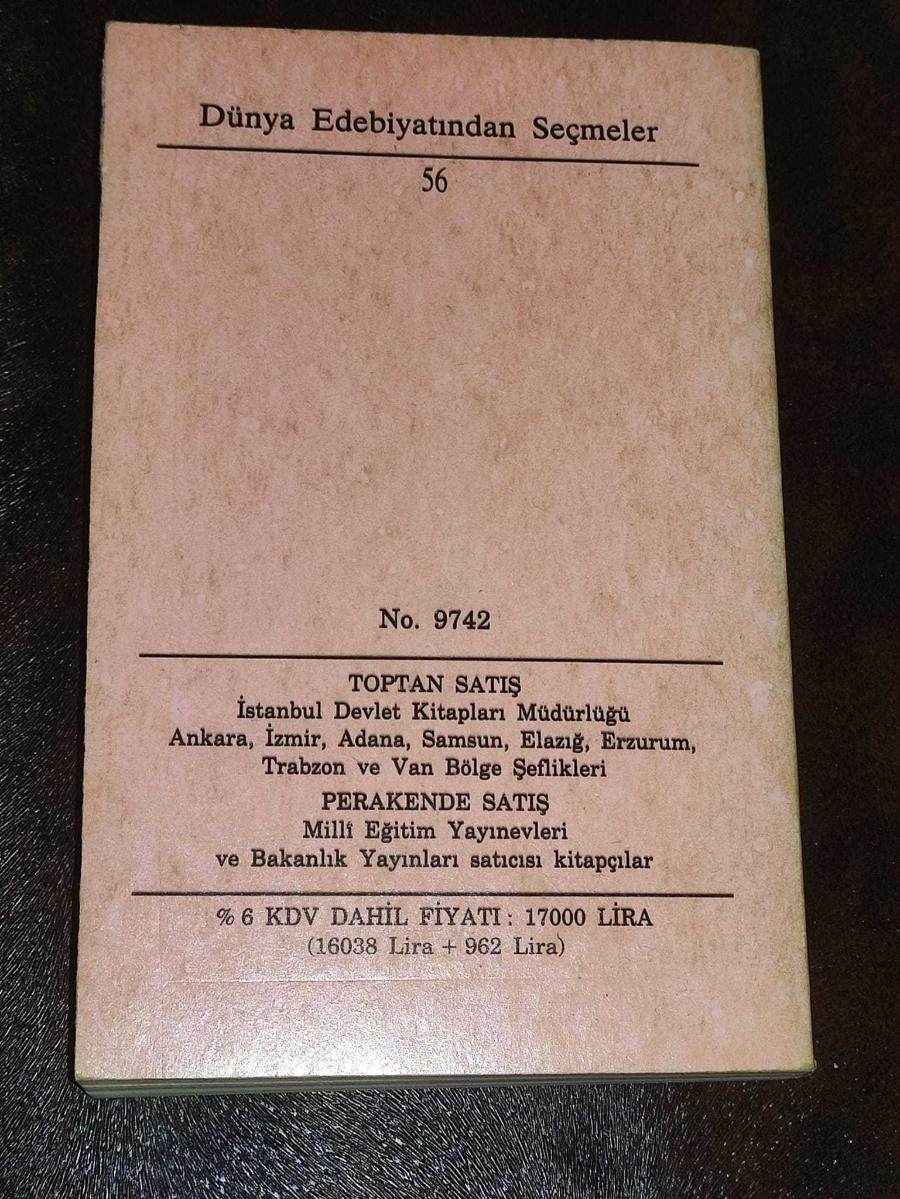 Dünya Edebiyatından Seçmeler
56
No. 9742
TOPTAN SATIŞ
İstanbul Devlet Kitapları Müdürlüğü
Ankara, İzmir, Adana, Samsun, Elazığ, Erzurum,
Trabzon ve Van Bölge Şeflikleri
PERAKENDE SATIŞ
Millî Eğitim Yayınevleri
ve Bakanlık Yayınları satıcısı kitapçılar
% 6 KDV DAHİL FİYATI : 17000 LİRA
(16038 Lira + 962 Lira)